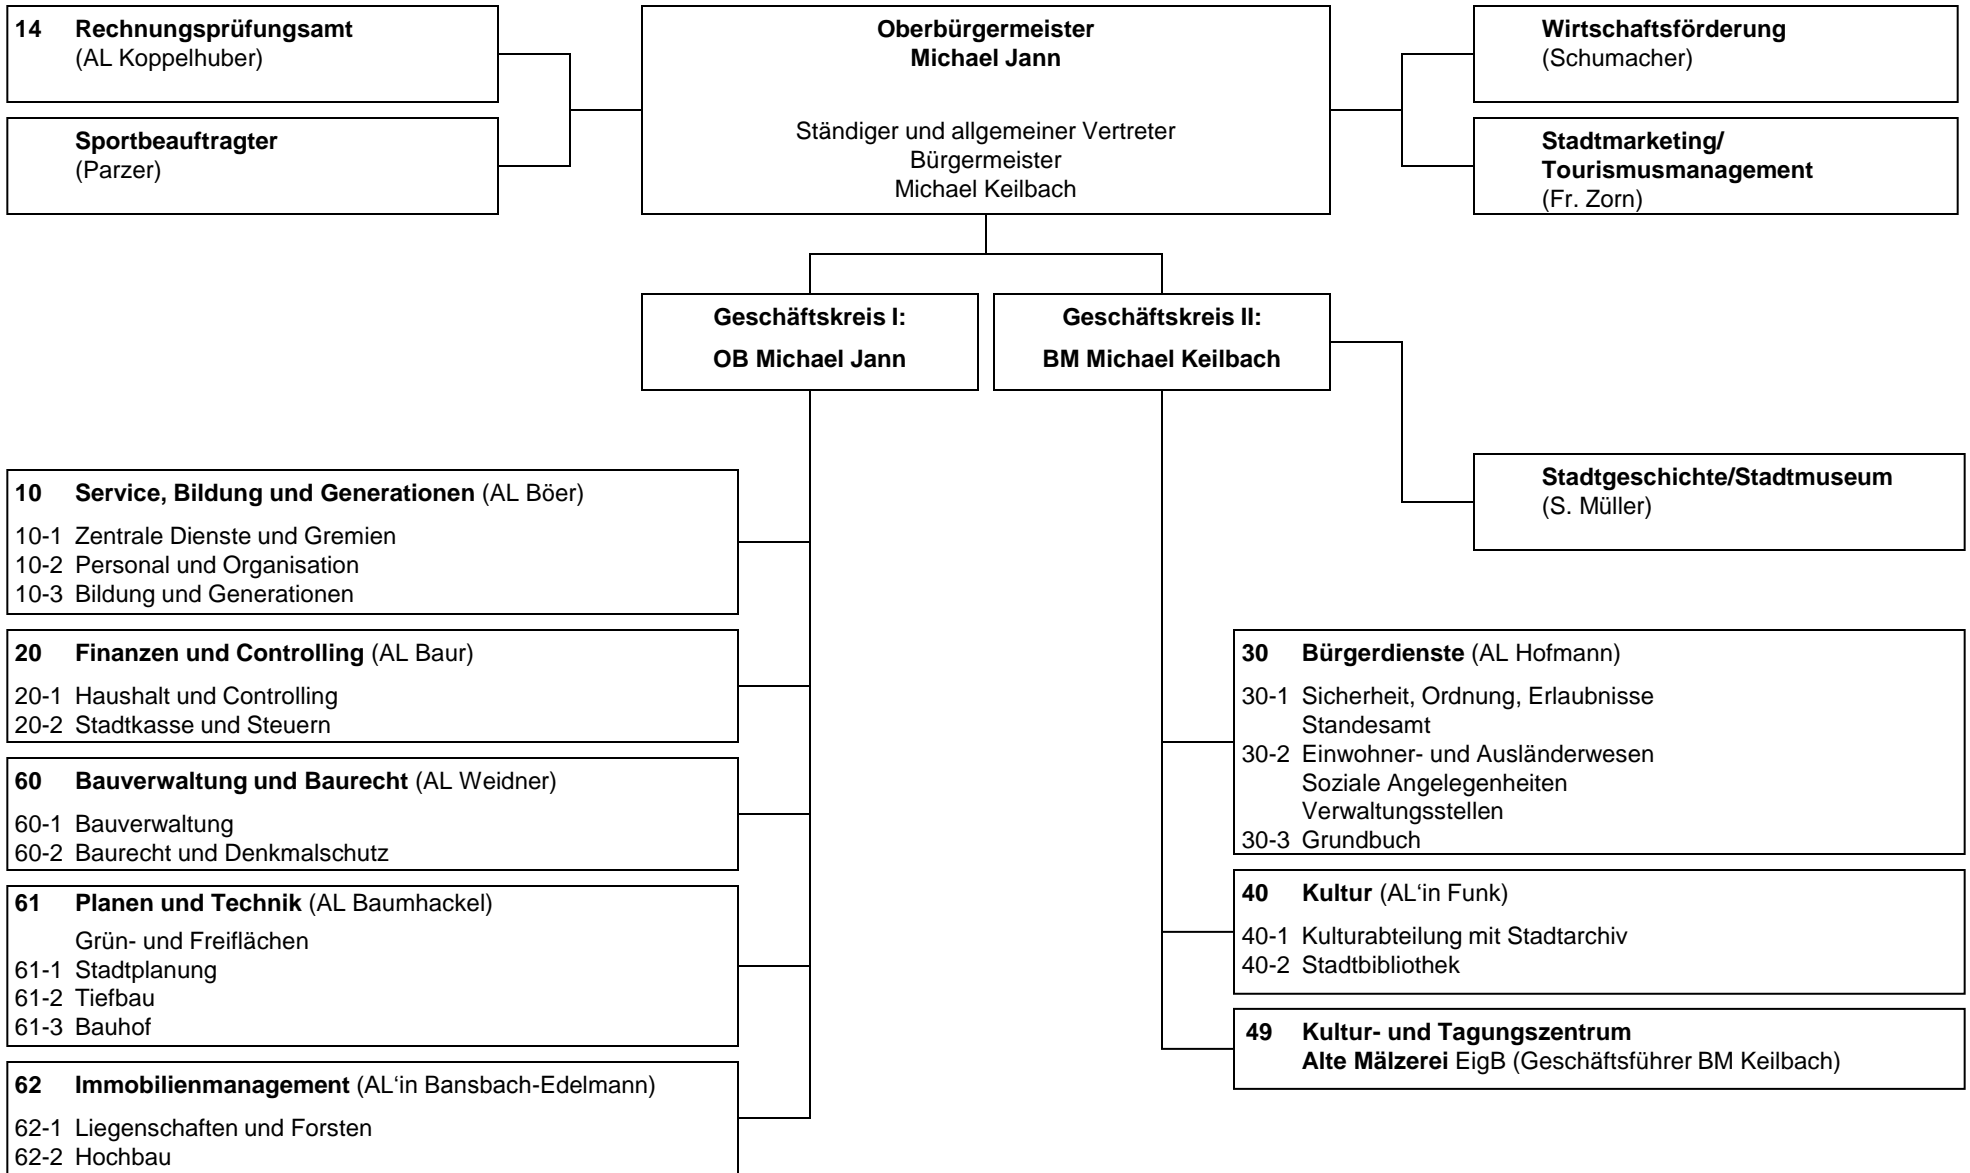 14 Rechnungsprüfungsamt
(AL Koppelhuber)
Sportbeauftragter
(Parzer)
Oberbürgermeister
Michael Jann
Ständiger und allgemeiner Vertreter
Bürgermeister
Michael Keilbach
Wirtschaftsförderung
(Schumacher)
Stadtmarketing/
Tourismusmanagement
(Fr. Zorn)
Geschäftskreis I:
OB Michael Jann
Geschäftskreis II:
BM Michael Keilbach
Stadtgeschichte/Stadtmuseum
(S. Müller)
10 Service, Bildung und Generationen (AL Böer)
10-1 Zentrale Dienste und Gremien
10-2 Personal und Organisation
10-3 Bildung und Generationen
20 Finanzen und Controlling (AL Baur)
20-1 Haushalt und Controlling
20-2 Stadtkasse und Steuern
60 Bauverwaltung und Baurecht (AL Weidner)
60-1 Bauverwaltung
60-2 Baurecht und Denkmalschutz
61 Planen und Technik (AL Baumhackel)
Grün- und Freiflächen
61-1 Stadtplanung
61-2 Tiefbau
61-3 Bauhof
62 Immobilienmanagement (AL‘in Bansbach-Edelmann)
62-1 Liegenschaften und Forsten
62-2 Hochbau
30 Bürgerdienste (AL Hofmann)
30-1 Sicherheit, Ordnung, Erlaubnisse
Standesamt
30-2 Einwohner- und Ausländerwesen
Soziale Angelegenheiten
Verwaltungsstellen
30-3 Grundbuch
40 Kultur (AL‘in Funk)
40-1 Kulturabteilung mit Stadtarchiv
40-2 Stadtbibliothek
49 Kultur- und Tagungszentrum
Alte Mälzerei EigB (Geschäftsführer BM Keilbach)